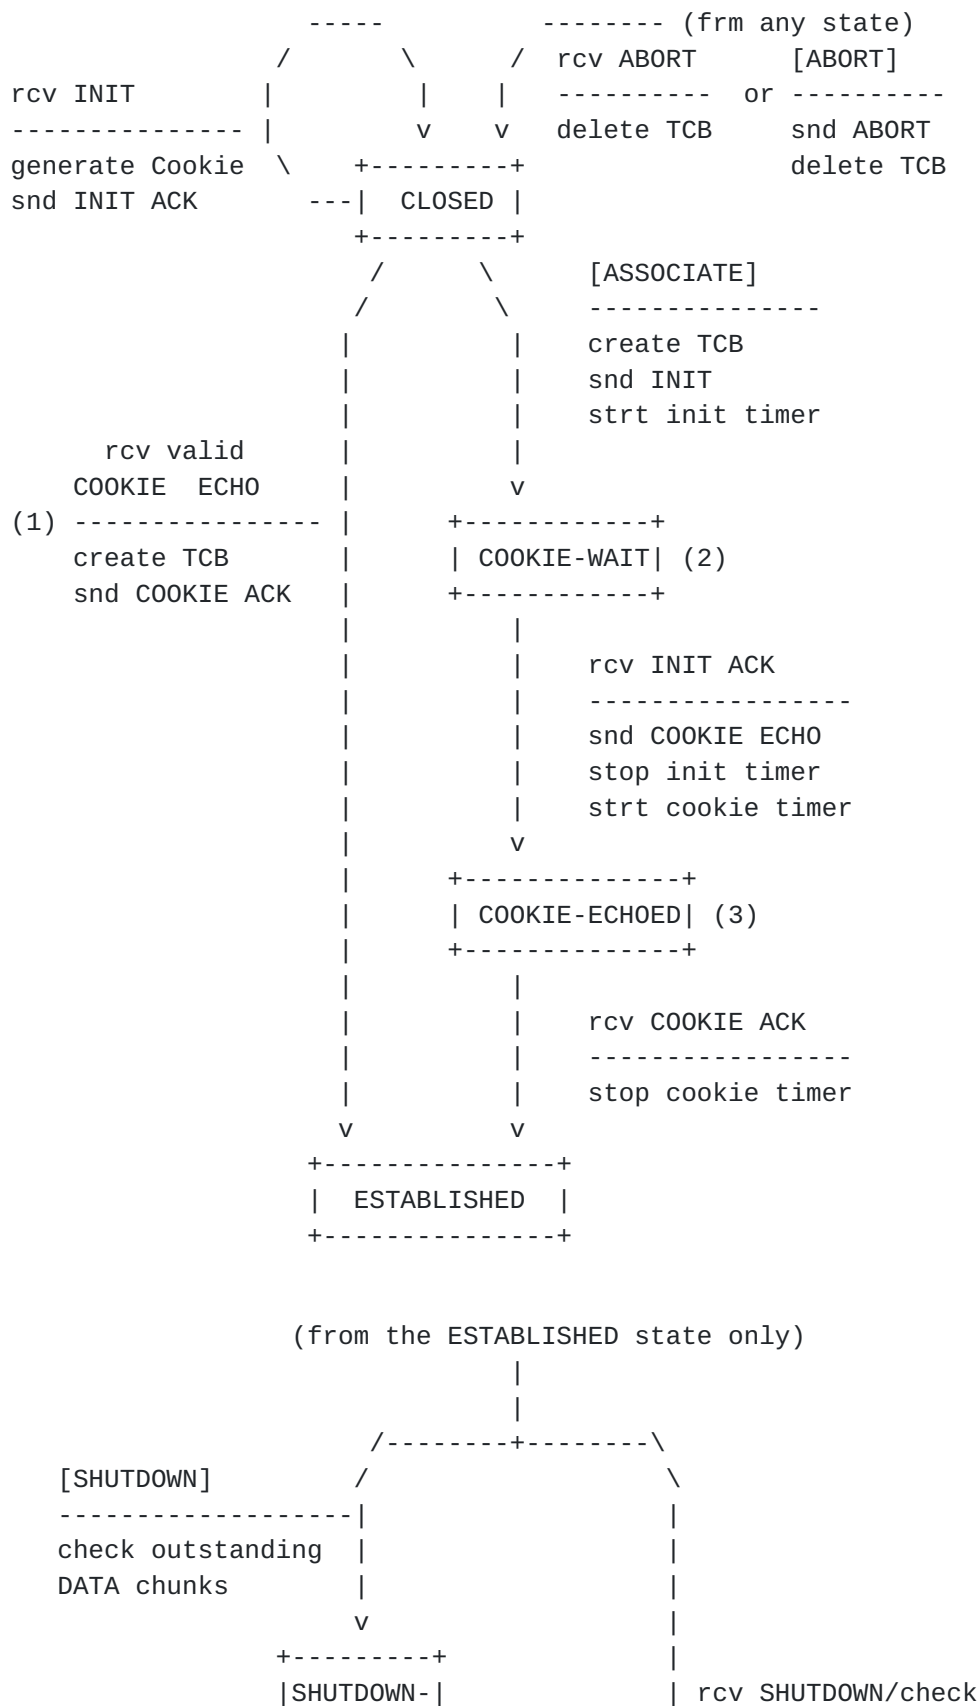 -----          -------- (frm any state)
                 /       \      /  rcv ABORT      [ABORT]
rcv INIT        |         |    |   ----------  or ----------
--------------- |         v    v   delete TCB     snd ABORT
generate Cookie  \    +---------+                 delete TCB
snd INIT ACK       ---|  CLOSED |
                      +---------+
                       /      \      [ASSOCIATE]
                      /        \     ---------------
                     |          |    create TCB
                     |          |    snd INIT
                     |          |    strt init timer
      rcv valid      |          |
    COOKIE  ECHO     |          v
(1) ---------------- |      +------------+
    create TCB       |      | COOKIE-WAIT| (2)
    snd COOKIE ACK   |      +------------+
                     |          |
                     |          |    rcv INIT ACK
                     |          |    -----------------
                     |          |    snd COOKIE ECHO
                     |          |    stop init timer
                     |          |    strt cookie timer
                     |          v
                     |      +--------------+
                     |      | COOKIE-ECHOED| (3)
                     |      +--------------+
                     |          |
                     |          |    rcv COOKIE ACK
                     |          |    -----------------
                     |          |    stop cookie timer
                     v          v
                   +---------------+
                   |  ESTABLISHED  |
                   +---------------+

                  (from the ESTABLISHED state only)
                                |
                                |
                       /--------+--------\
   [SHUTDOWN]         /                   \
   -------------------|                   |
   check outstanding  |                   |
   DATA chunks        |                   |
                      v                   |
                 +---------+              |
                 |SHUTDOWN-|              | rcv SHUTDOWN/check